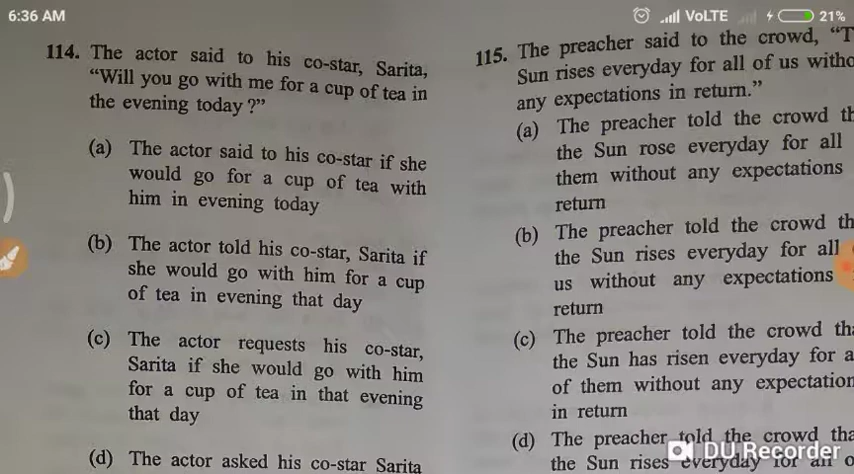 6:36 AM
VoLTE
21%
114. The actor said to his co-star, Sarita,
“Will you go with me for a cup of tea in
the evening today ?”
(a) The actor said to his co-star if she
would go for a cup of tea with
him in evening today
(b) The actor told his co-star, Sarita if
she would go with him for a cup
of tea in evening that day
(c) The actor requests his co-star,
Sarita if she would go with him
for a cup of tea in that evening
that day
(d) The actor asked his co-star Sarita
115. The preacher said to the crowd, “T
Sun rises everyday for all of us witho
any expectations in return.”
(a) The preacher told the crowd th
the Sun rose everyday for all
them without any expectations
return
(b) The preacher told the crowd th
the Sun rises everyday for all
us without any expectations
return
(c) The preacher told the crowd tha
the Sun has risen everyday for a
of them without any expectation
in return
(d) The preacher told the crowd tha
the Sun rises everyday for all o
DU Recorder